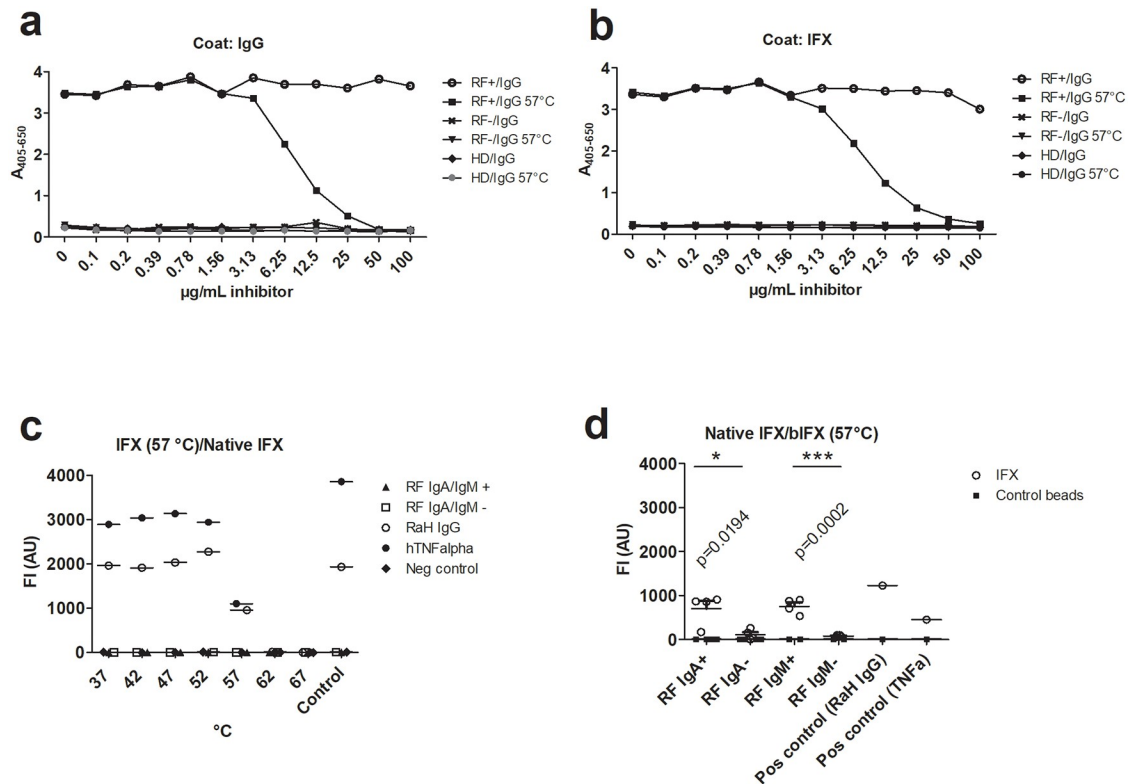 a
Coat: IgG
4
3
2
1
0
A405-650
0 0.1 0.2 0.39 0.78 1.56 3.13 6.25 12.5 25 50 100
µg/mL inhibitor
RF+/IgG
RF+/IgG 57°C
RF-/IgG
RF-/IgG 57°C
HD/IgG
HD/IgG 57°C
b
Coat: IFX
4
3
2
1
0
A405-650
0 0.1 0.2 0.39 0.78 1.56 3.13 6.25 12.5 25 50 100
µg/mL inhibitor
RF+/IgG
RF+/IgG 57°C
RF-/IgG
RF-/IgG 57°C
HD/IgG
HD/IgG 57°C
c
IFX (57 °C)/Native IFX
4000
3000
2000
1000
0
FI (AU)
37 42 47 52 57 62 67 Control
°C
RF IgA/IgM +
RF IgA/IgM -
RaH IgG
hTNFalpha
Neg control
d
Native IFX/bIFX (57°C)
* ***
p=0.0194 p=0.0002
4000
3000
2000
1000
0
FI (AU)
RF IgA+
RF IgA-
RF IgM+
RF IgM-
Pos control (RaH IgG)
Pos control (TNFa)
IFX
Control beads